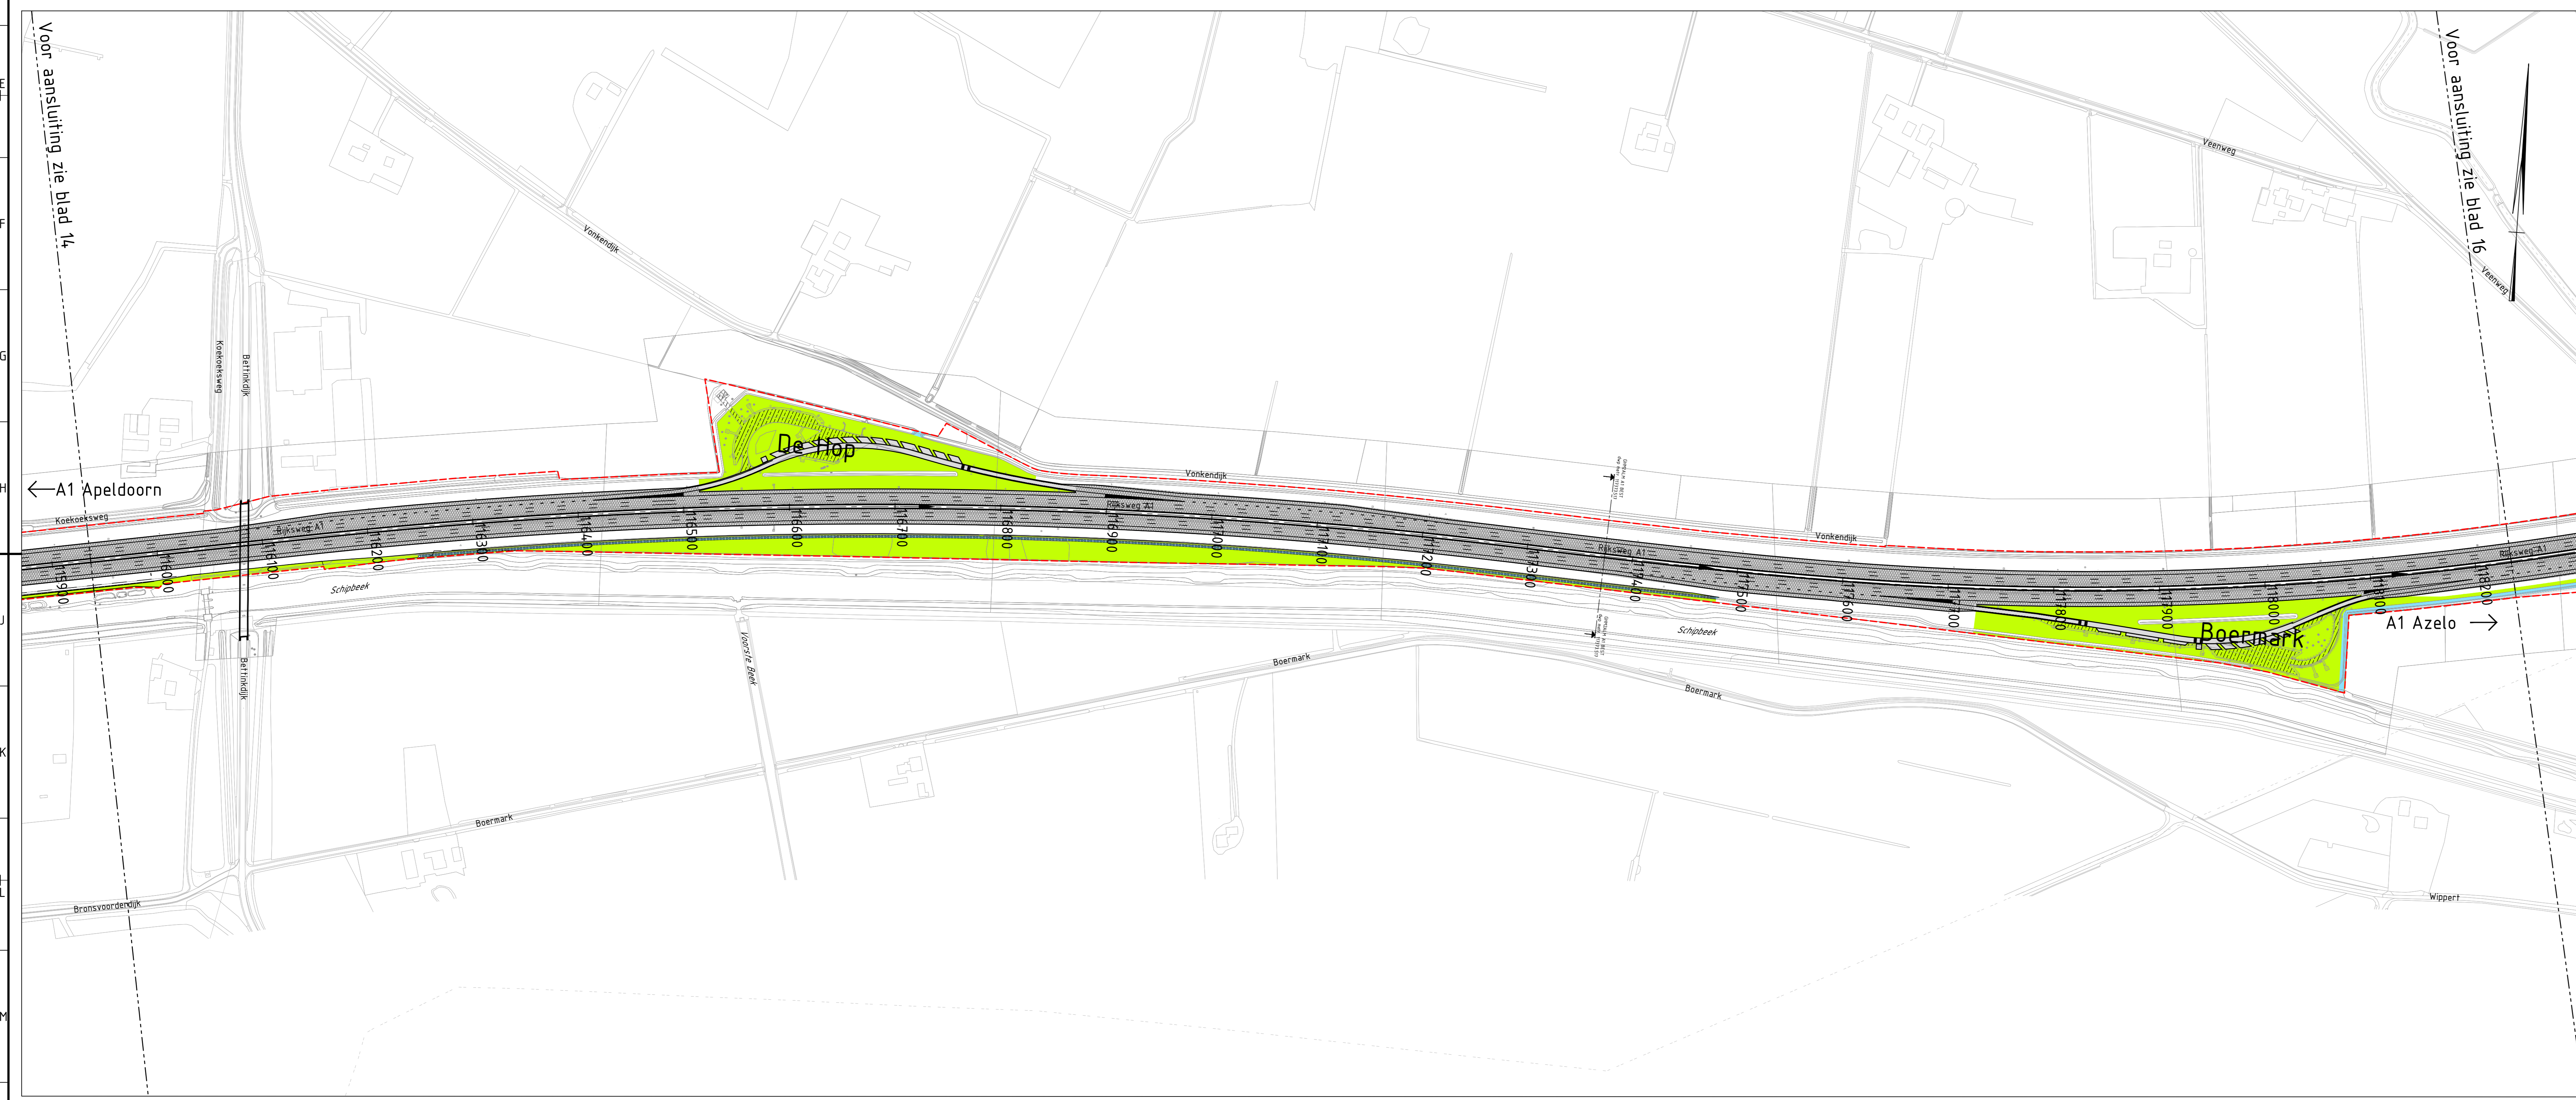 Voor aansluiting zie blad 14
Voor aansluiting zie blad 16
E
F
G
H
J
K
L
M
Veenweg
Veenweg
Vonkendijk
Koekoeksweg
Bettinkdijk
De Hop
Vonkendijk
A1 Apeldoorn
Koekoeksweg
Rijksweg A1
Rijksweg A1
Rijksweg A1
Rijksweg A1
Vonkendijk
115900
116000
116100
116200
116300
116400
116500
116600
116700
116800
116900
117000
117100
117200
117300
117400
117500
117600
117700
117800
117900
118000
118100
118200
Schipbeek
Schipbeek
Boermark
A1 Azelo
Bettinkdijk
Voorste Beek
Boermark
Boermark
Boermark
Bronsvoorderdijk
Wippert